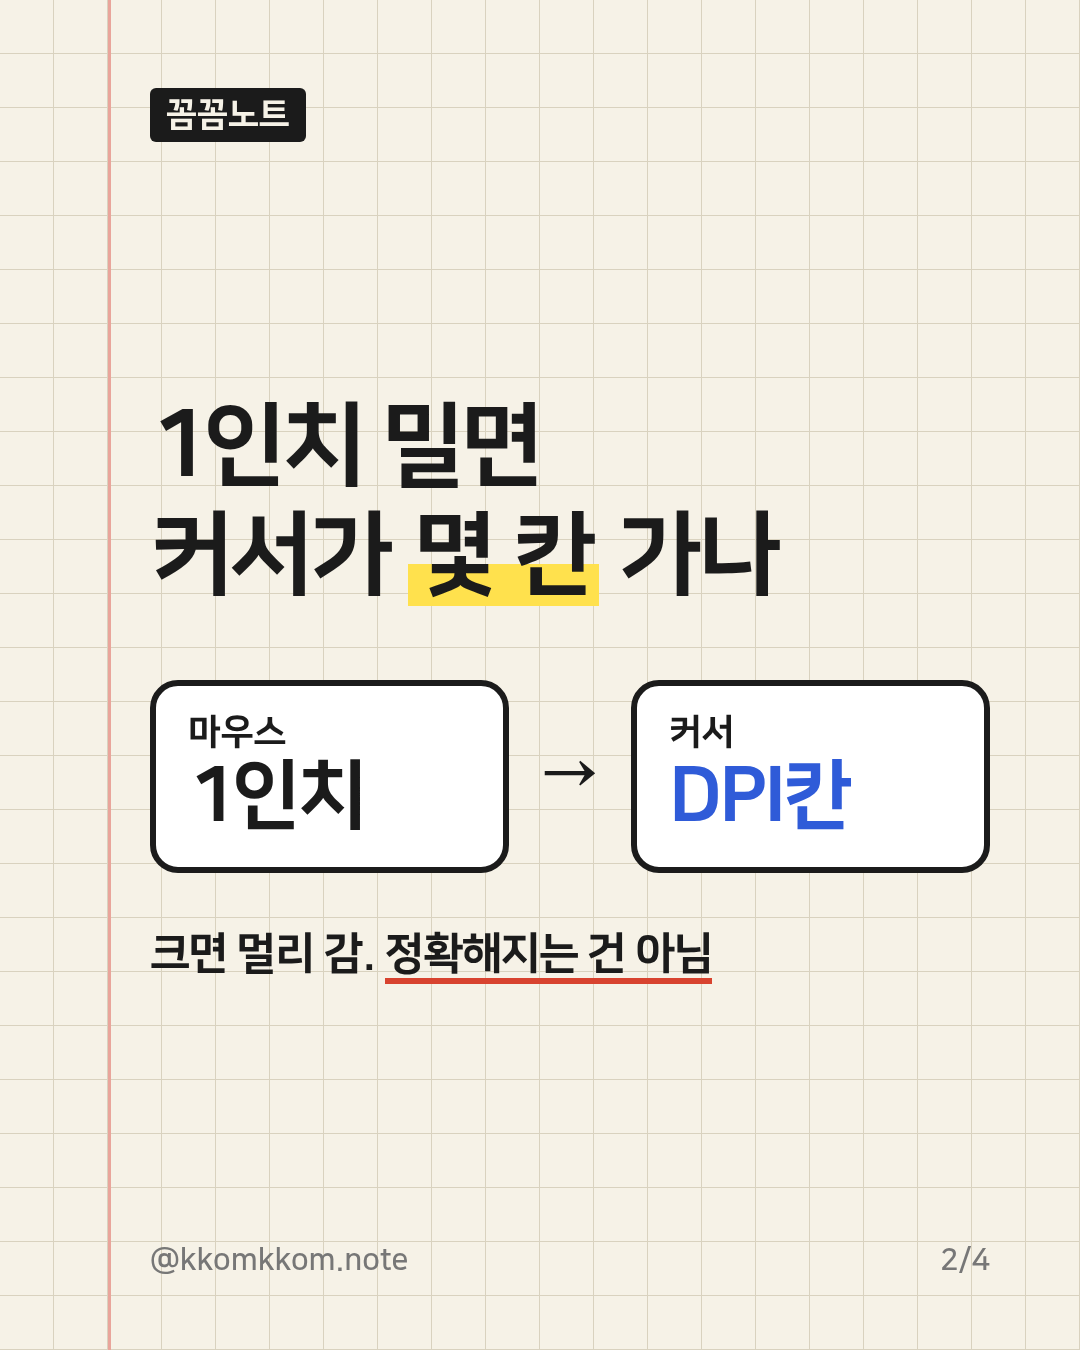 꼼꼼노트
1인치 밀면
커서가 몇 칸 가나
마우스
1인치
→
커서
DPI칸
크면 멀리 감. 정확해지는 건 아님
@kkomkkom.note
2/4